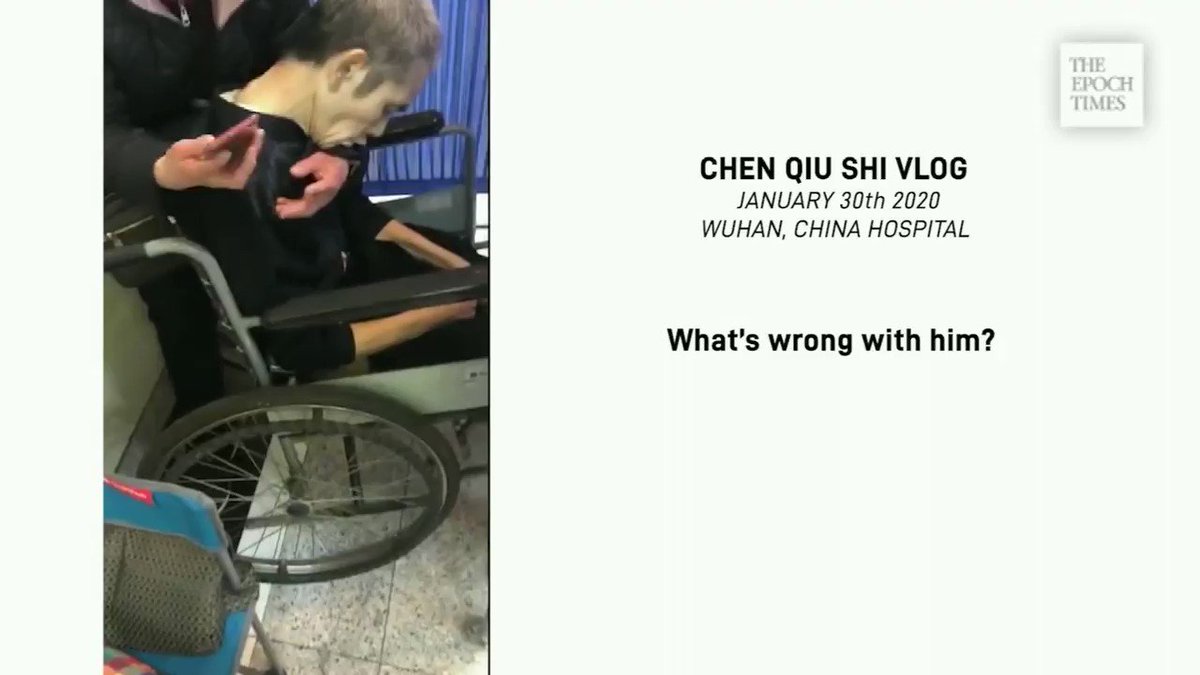 THE
EPOCH
TIMES
CHEN QIU SHI VLOG
JANUARY 30th 2020
WUHAN, CHINA HOSPITAL
What's wrong with him?